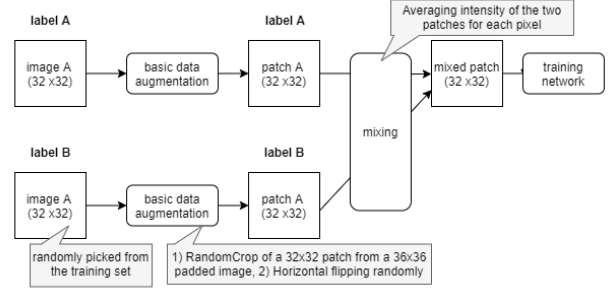 label A
label A
Averaging intensity of the two
patches for each pixel
image A
(32 x32)
basic data
augmentation
patch A
(32 x32)
mixed patch
(32 x32)
training
network
mixing
label B
label B
image A
(32 x32)
basic data
augmentation
patch A
(32 x32)
randomly picked from
the training set
1) RandomCrop of a 32x32 patch from a 36x36
padded image, 2) Horizontal flipping randomly